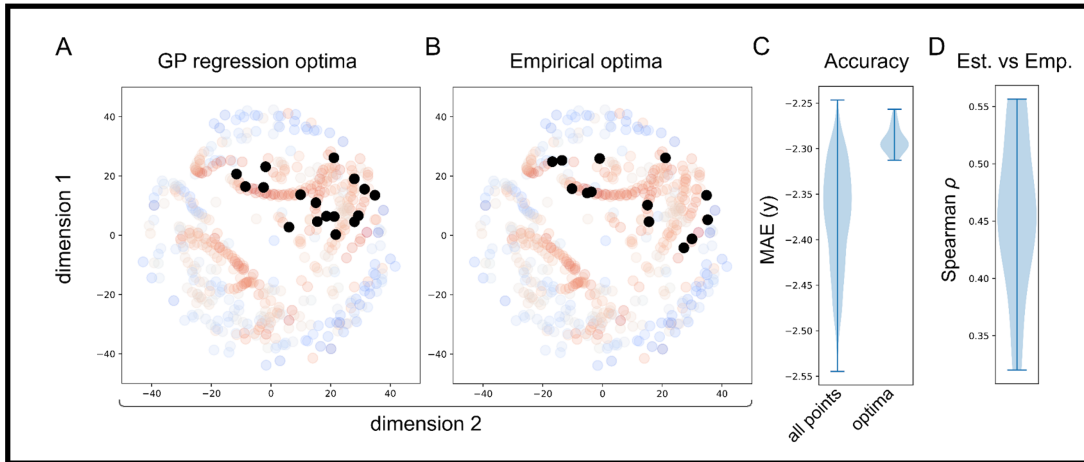 A
GP regression optima
B
Empirical optima
C
Accuracy
D
Est. vs Emp.
dimension 1
40
20
0
−20
−40
−40
−20
0
20
40
40
20
0
−20
−40
−40
−20
0
20
40
dimension 2
MAE (y)
−2.25
−2.30
−2.35
−2.40
−2.45
−2.50
−2.55
all points
optima
Spearman ρ
0.55
0.50
0.45
0.40
0.35